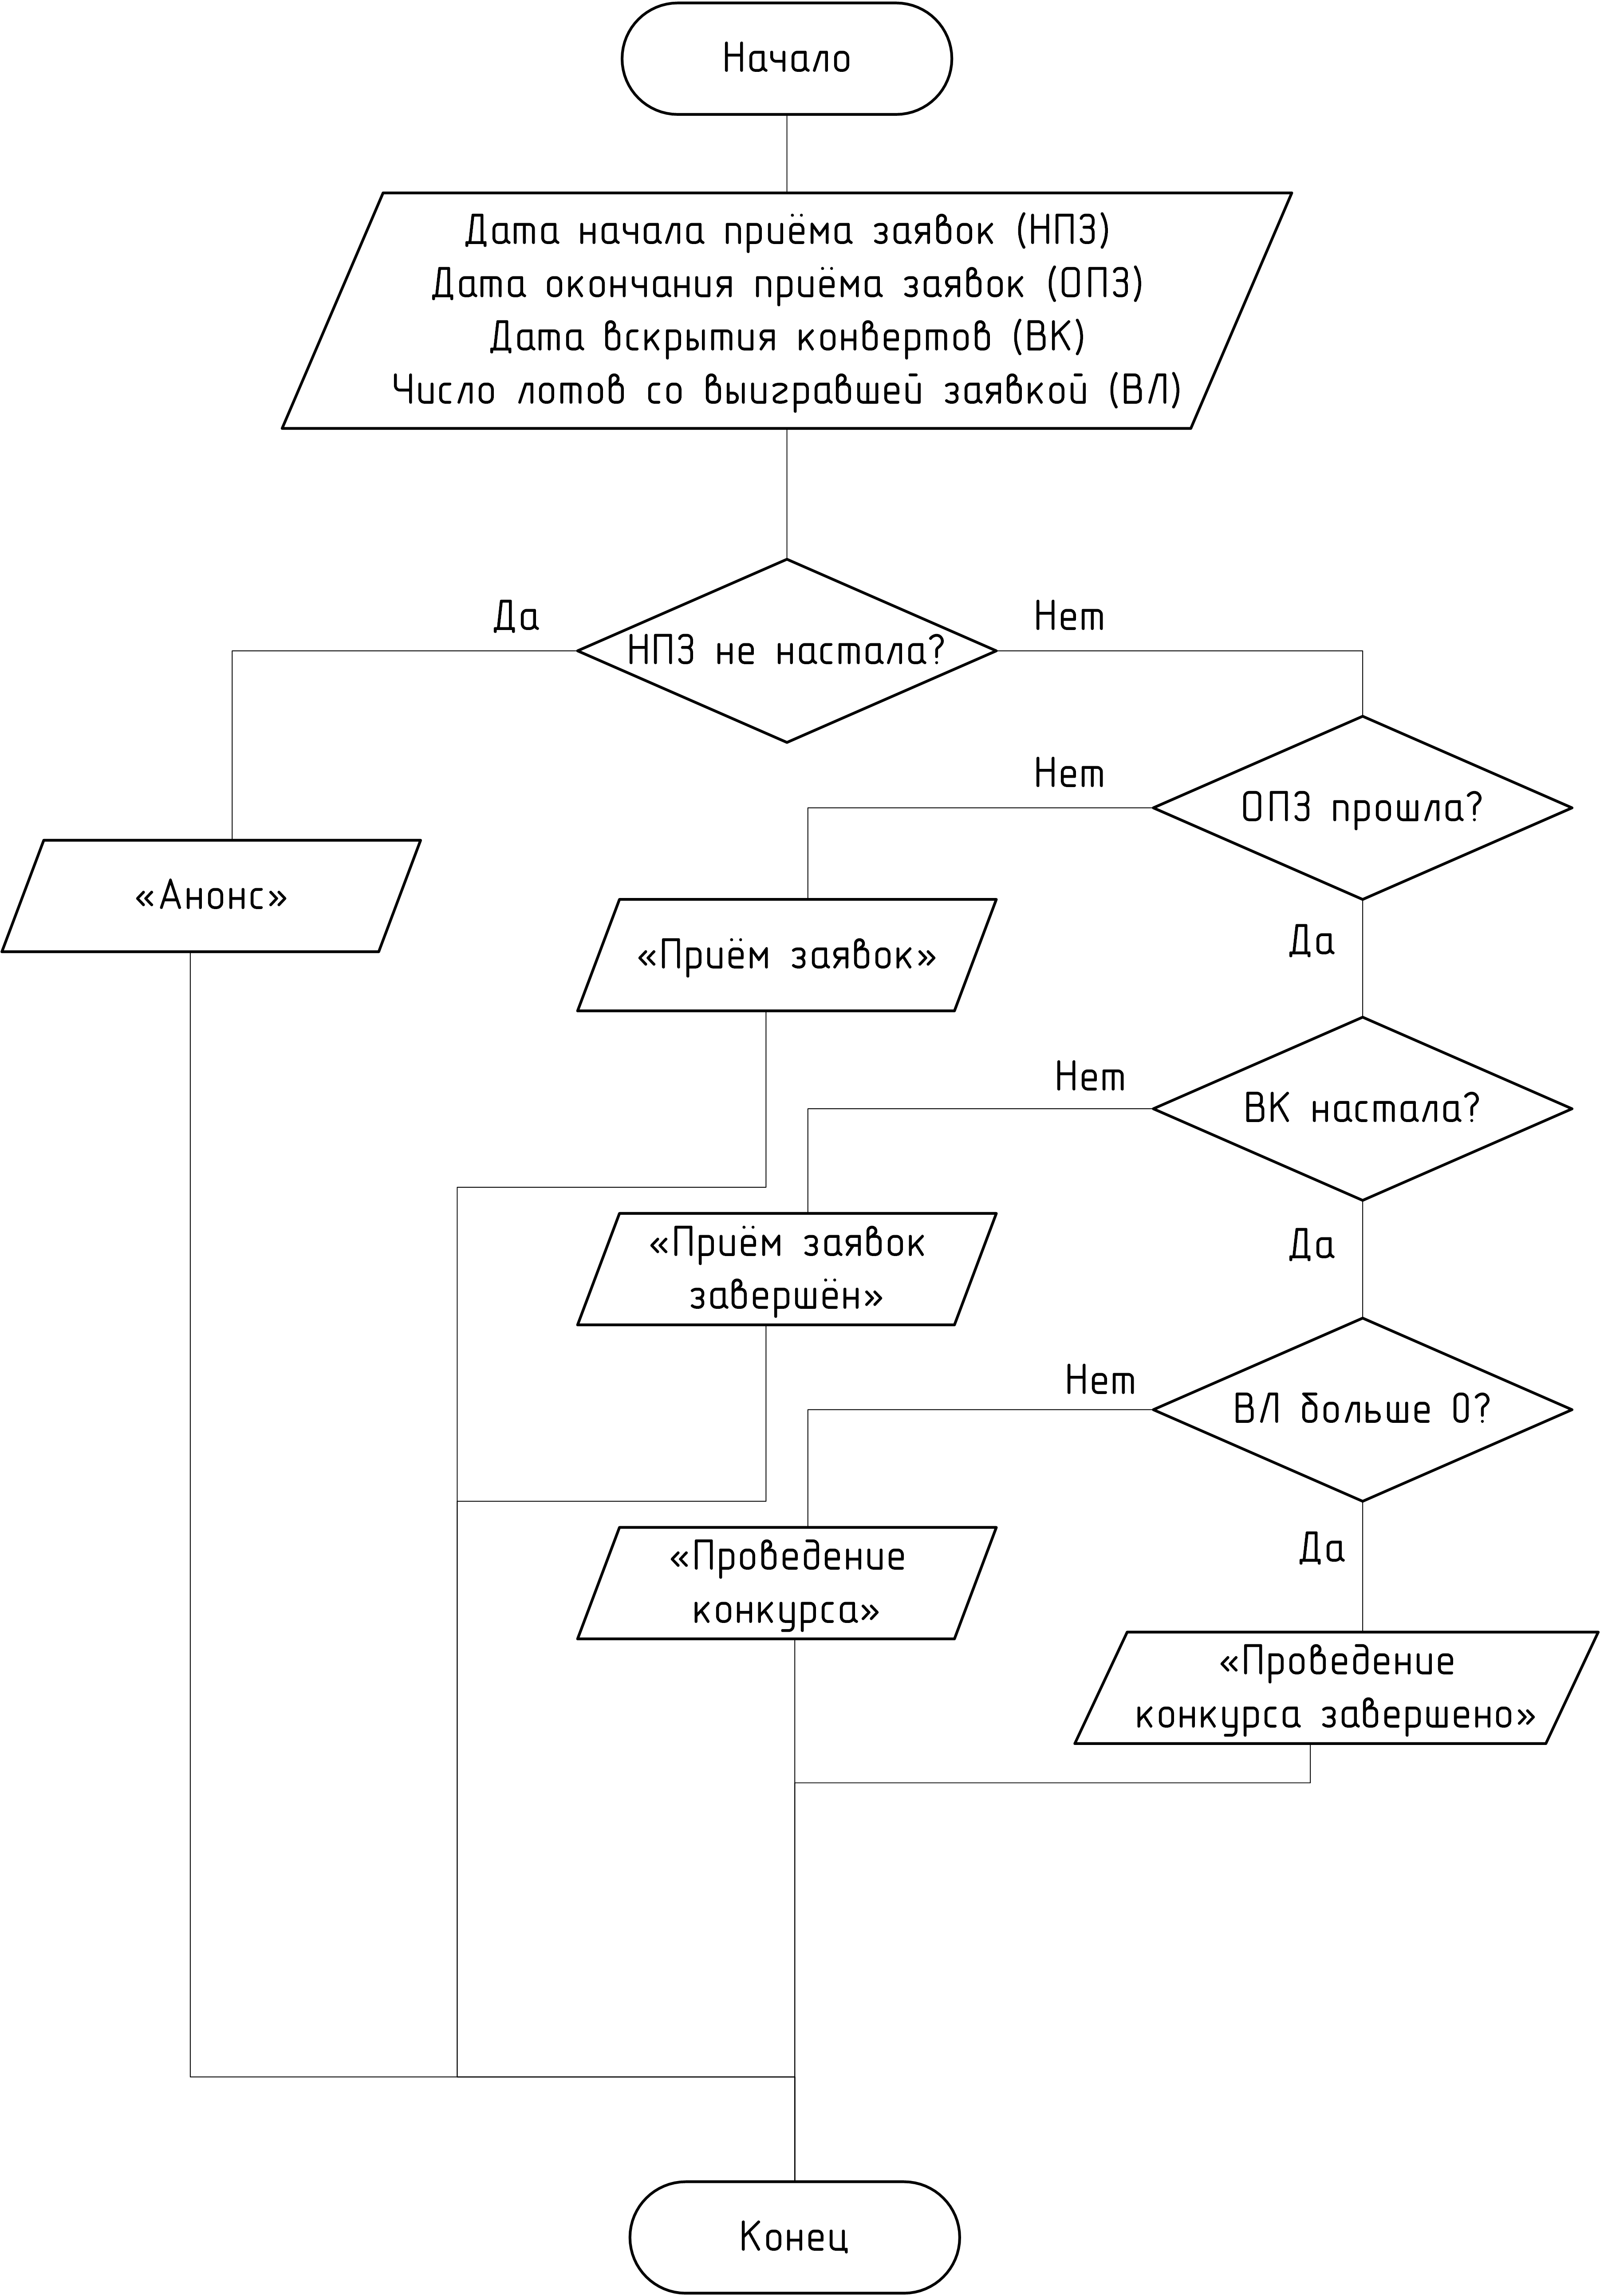 Начало
Дата начала приёма заявок (НПЗ)
Дата окончания приёма заявок (ОПЗ)
Дата вскрытия конвертов (ВК)
Число лотов со выигравшей заявкой (ВЛ)
Да
Нет
НПЗ не настала?
Нет
ОПЗ прошла?
«Анонс»
Да
«Приём заявок»
Нет
ВК настала?
Да
«Приём заявок
завершён»
Нет
ВЛ больше 0?
Да
«Проведение
конкурса»
«Проведение
конкурса завершено»
Конец